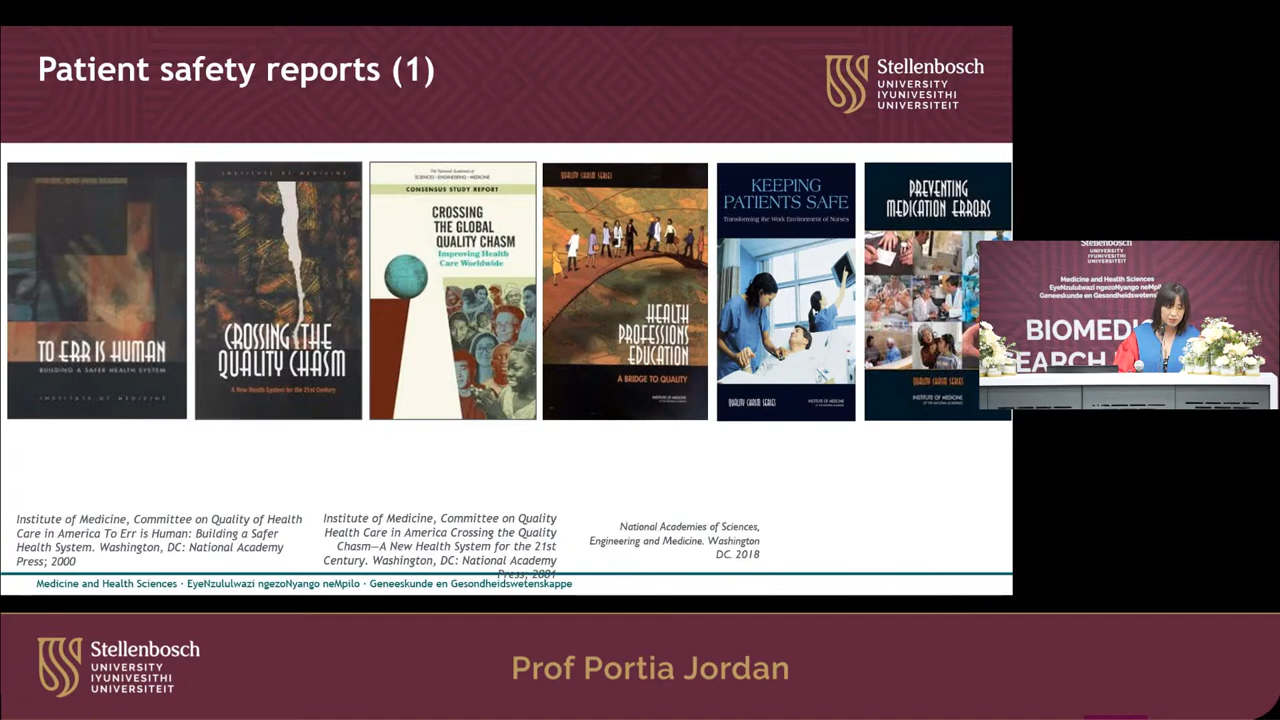 Patient safety reports (1)
Stellenbosch
UNIVERSITY
IYUNIVESITHI
UNIVERSITEIT
TO ERR IS HUMAN
BUILDING A SAFER HEALTH SYSTEM
INSTITUTE OF MEDICINE
INSTITUTE OF MEDICINE
CROSSING THE
QUALITY CHASM
A New Health System for the 21st Century
The National Academies of
SCIENCES · ENGINEERING · MEDICINE
CONSENSUS STUDY REPORT
CROSSING
THE GLOBAL
QUALITY CHASM
Improving Health
Care Worldwide
QUALITY CHASM SERIES
HEALTH
PROFESSIONS
EDUCATION
A BRIDGE TO QUALITY
INSTITUTE OF MEDICINE
KEEPING
PATIENTS SAFE
Transforming the Work Environment of Nurses
QUALITY CHASM SERIES
INSTITUTE OF MEDICINE
PREVENTING
MEDICATION ERRORS
QUALITY CHASM SERIES
INSTITUTE OF MEDICINE
Stellenbosch
UNIVERSITY
IYUNIVESITHI
UNIVERSITEIT
Medicine and Health Sciences
EyeNzululwazi ngezoNyango neMpil
Geneeskunde en Gesondheidsweten
BIOMEDIC
SEARCH
Institute of Medicine, Committee on Quality of Health
Care in America To Err is Human: Building a Safer
Health System. Washington, DC: National Academy
Press; 2000
Institute of Medicine, Committee on Quality
Health Care in America Crossing the Quality
Chasm—A New Health System for the 21st
Century. Washington, DC: National Academy
Press; 2001
National Academies of Sciences,
Engineering and Medicine. Washington
DC. 2018
Medicine and Health Sciences · EyeNzululwazi ngezoNyango neMpilo · Geneeskunde en Gesondheidswetenskappe
Stellenbosch
UNIVERSITY
IYUNIVESITHI
UNIVERSITEIT
Prof Portia Jordan